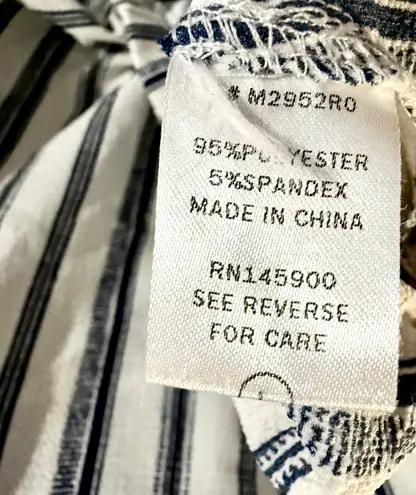 # M2952R0
95%POLYESTER
5%SPANDEX
MADE IN CHINA
RN145900
SEE REVERSE
FOR CARE